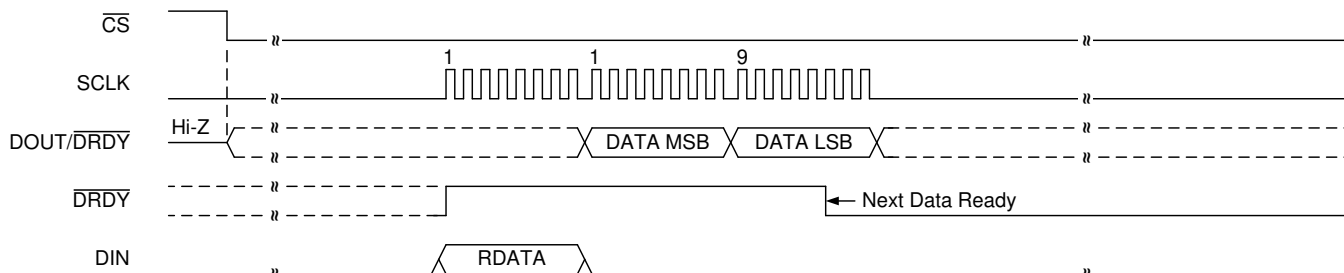 CS
1 1 9
SCLK
Hi-Z
DOUT/DRDY DATA MSB DATA LSB
DRDY Next Data Ready
DIN RDATA